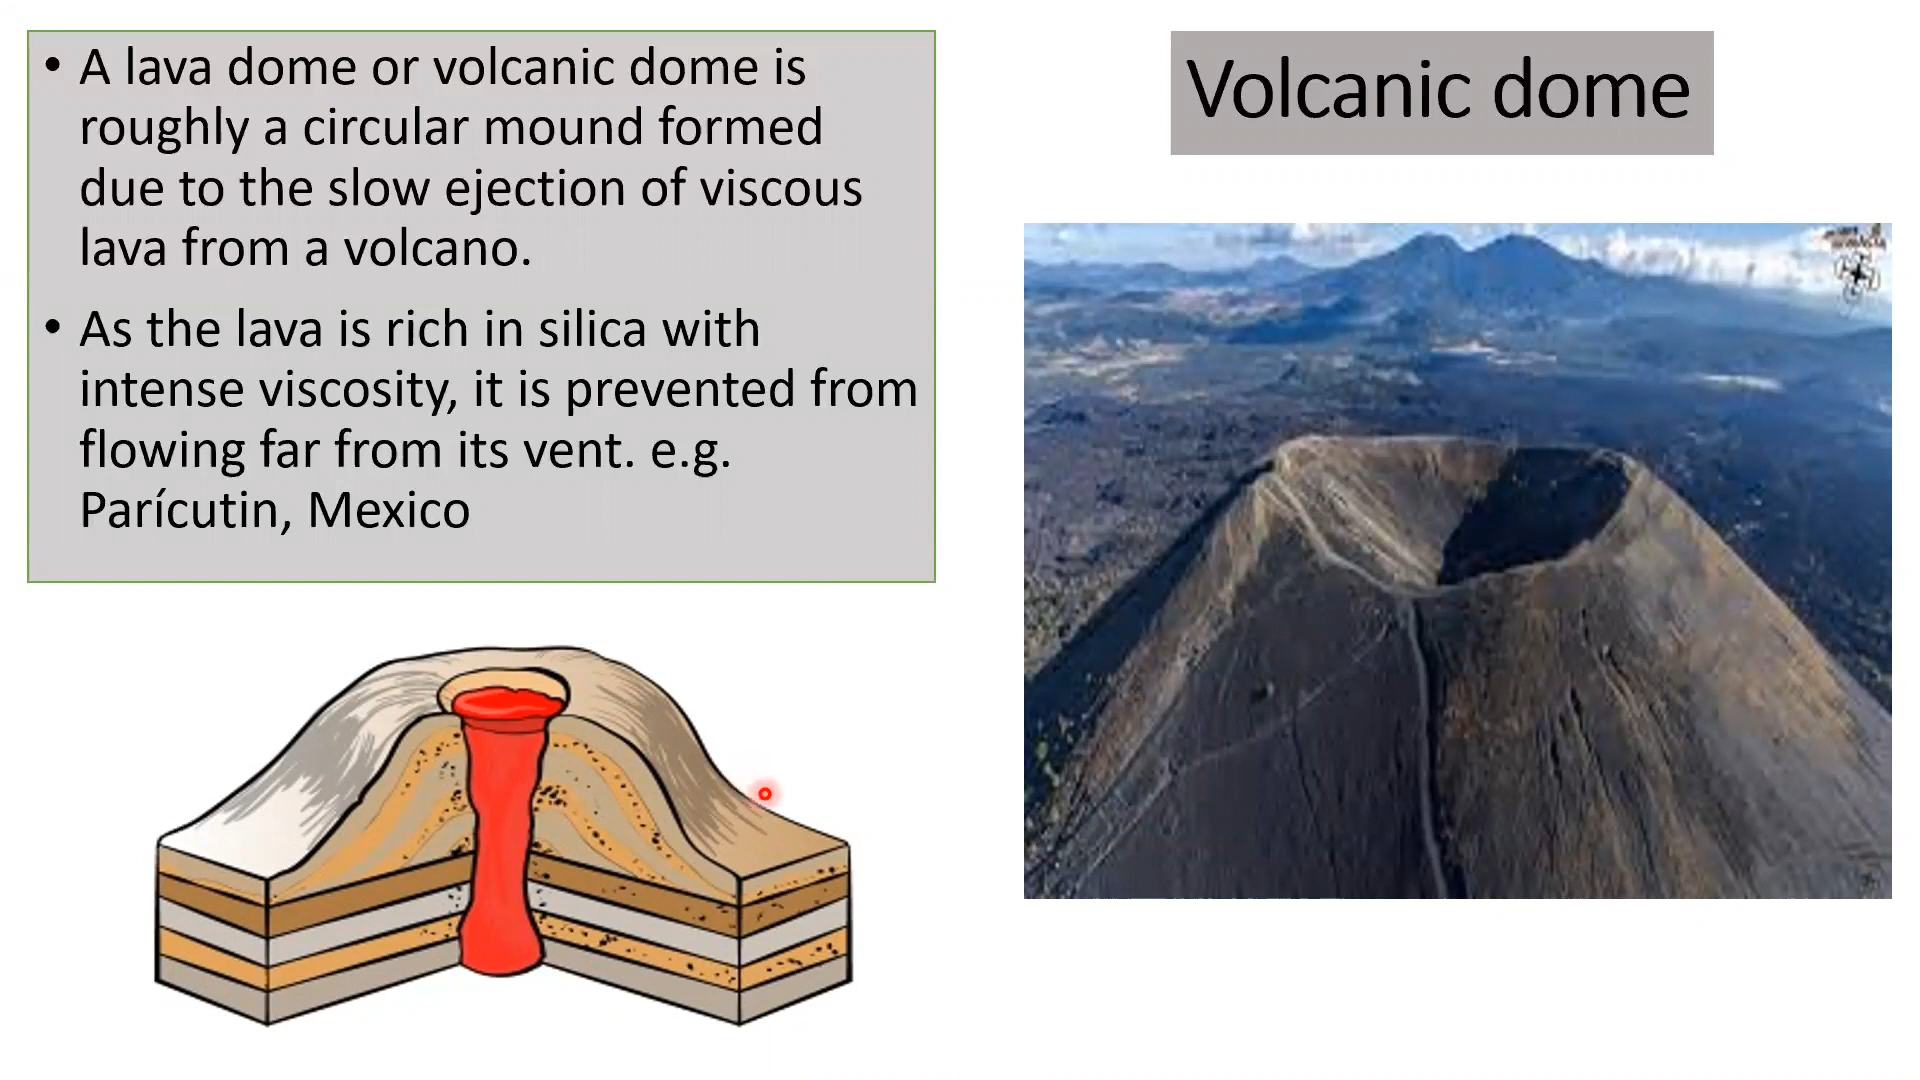 Volcanic dome
• A lava dome or volcanic dome is
roughly a circular mound formed
due to the slow ejection of viscous
lava from a volcano.
• As the lava is rich in silica with
intense viscosity, it is prevented from
flowing far from its vent. e.g.
Parícutin, Mexico